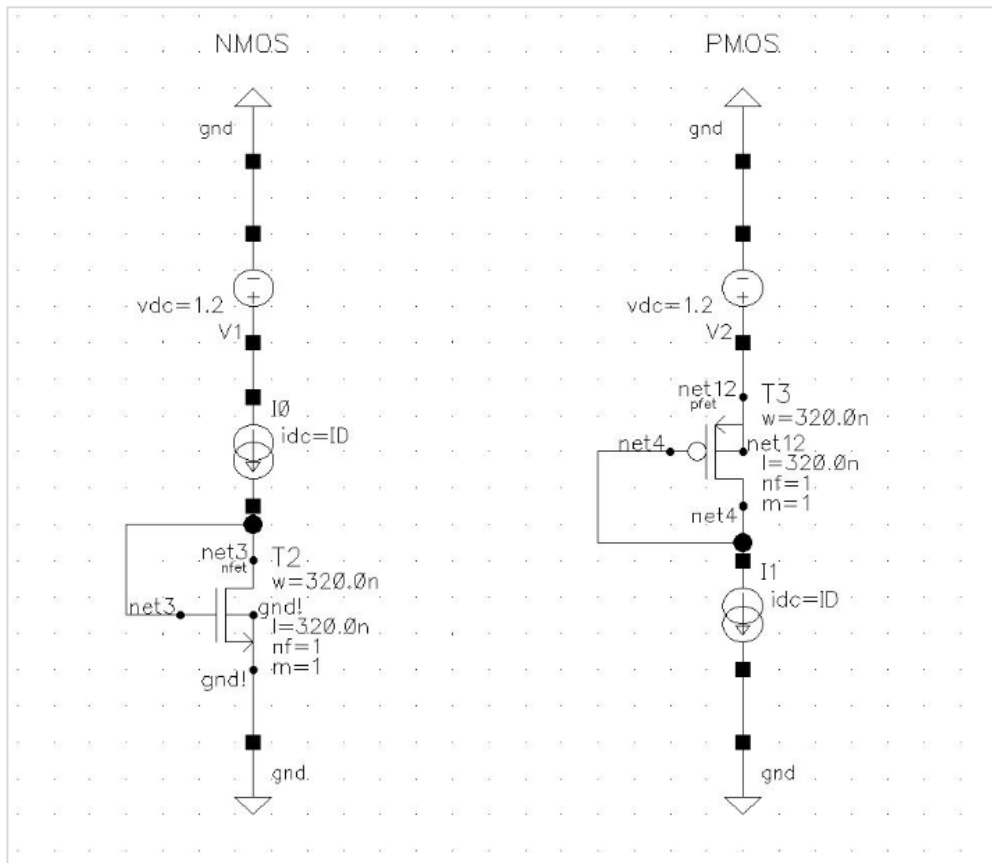 NMOS
gnd
vdc=1.2
V1
I0
idc=ID
net3
nfet
T2
w=320.0n
net3
gnd!
l=320.0n
nf=1
m=1
gnd!
gnd
PMOS
gnd
vdc=1.2
V2
net12
pfet
T3
w=320.0n
net4
net12
l=320.0n
nf=1
m=1
net4
I1
idc=ID
gnd